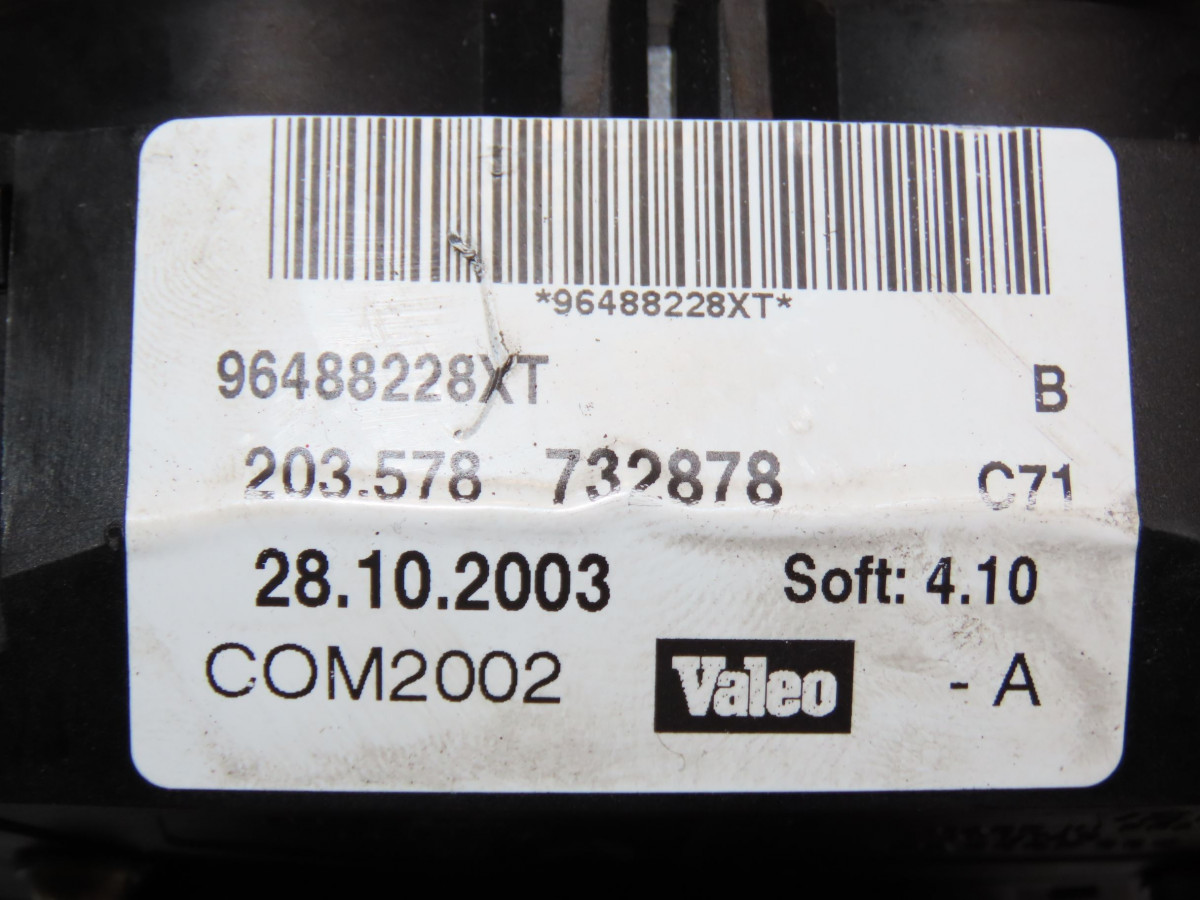 *96488228XT*
96488228XT B
203.578 732878 C71
28.10.2003 Soft: 4.10
COM2002 Valeo - A